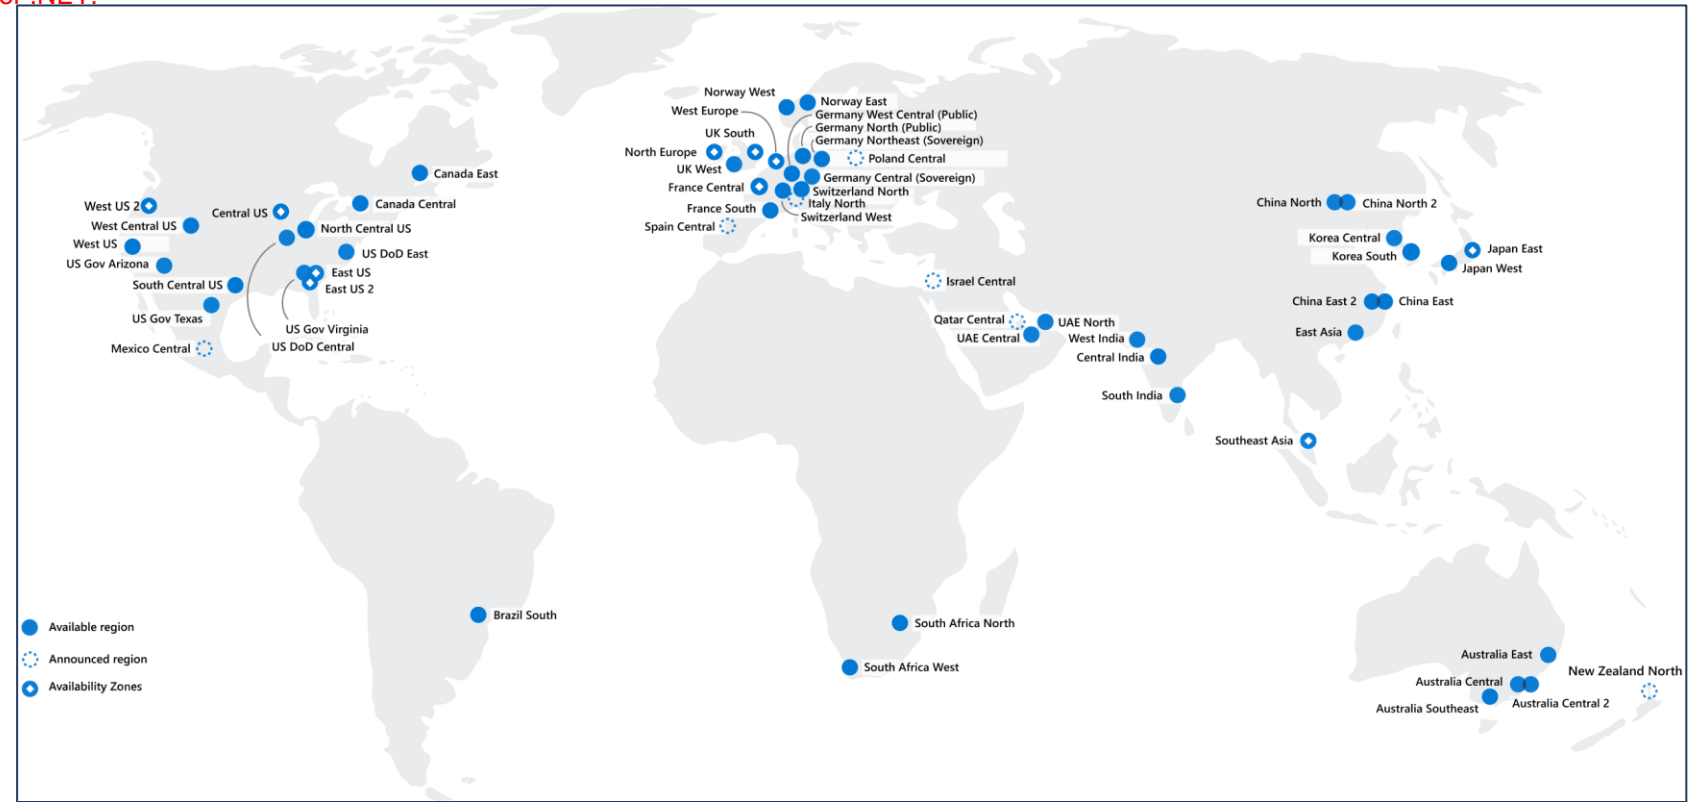 Norway West
Norway East
West Europe
Germany West Central (Public)
Germany North (Public)
UK South
Germany Northeast (Sovereign)
North Europe
Poland Central
UK West
Canada East
Germany Central (Sovereign)
France Central
Switzerland North
West US 2
Canada Central
Italy North
China North
China North 2
Central US
France South
Switzerland West
West Central US
North Central US
Spain Central
Korea Central
West US
US DoD East
Japan East
Korea South
US Gov Arizona
Japan West
East US
South Central US
Israel Central
East US 2
China East 2
China East
US Gov Texas
Qatar Central
UAE North
US Gov Virginia
East Asia
UAE Central
West India
Mexico Central
US DoD Central
Central India
South India
Southeast Asia
Brazil South
South Africa North
Available region
Australia East
Announced region
South Africa West
New Zealand North
Australia Central
Availability Zones
Australia Central 2
Australia Southeast